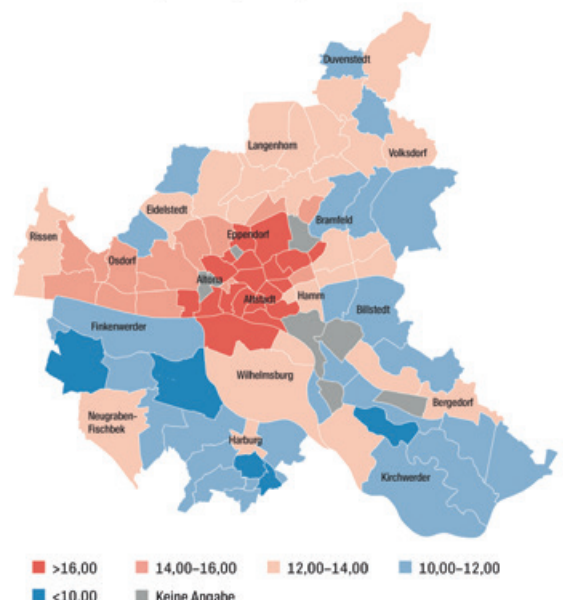 Duvenstedt
Langenhorn
Volksdorf
Eidelstedt
Bramfeld
Rissen
Eppendorf
Osdorf
Altona
Altstadt
Hamm
Billstedt
Finkenwerder
Wilhelmsburg
Neugraben-
Fischbek
Bergedorf
Harburg
Kirchwerder
>16,00 14,00–16,00 12,00–14,00 10,00–12,00
<10,00 Keine Angabe